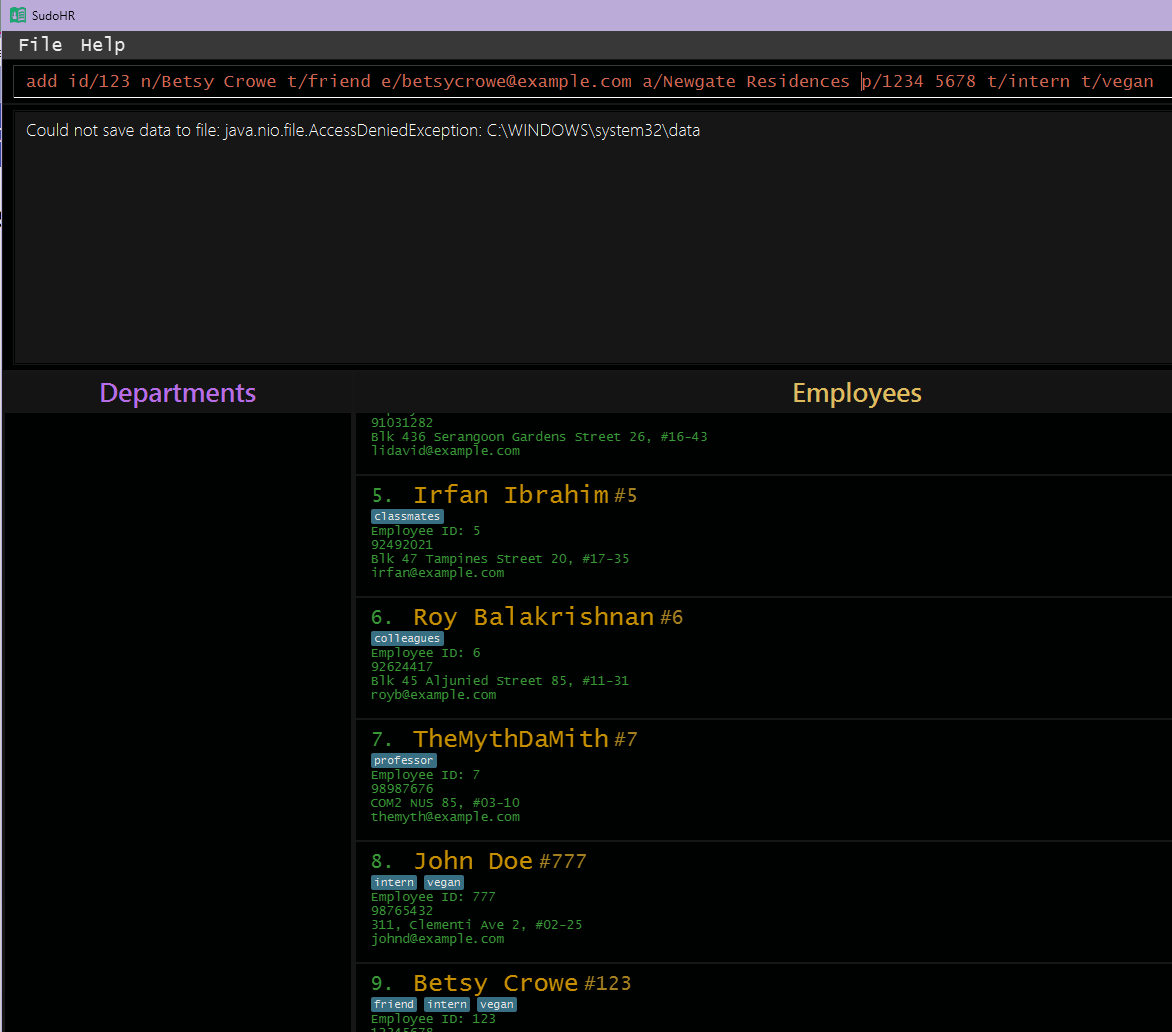 SudoHR
File Help
add id/123 n/Betsy Crowe t/friend e/betsycrowe@example.com a/Newgate Residences p/1234 5678 t/intern t/vegan
Could not save data to file: java.nio.file.AccessDeniedException: C:\WINDOWS\system32\data
Departments
Employees
91031282
Blk 436 Serangoon Gardens Street 26, #16-43
lidavid@example.com
5. Irfan Ibrahim #5
classmates
Employee ID: 5
92492021
Blk 47 Tampines Street 20, #17-35
irfan@example.com
6. Roy Balakrishnan #6
colleagues
Employee ID: 6
92624417
Blk 45 Aljunied Street 85, #11-31
royb@example.com
7. TheMythDaMith #7
professor
Employee ID: 7
98987676
COM2 NUS 85, #03-10
themyth@example.com
8. John Doe #777
intern vegan
Employee ID: 777
98765432
311, Clementi Ave 2, #02-25
johnd@example.com
9. Betsy Crowe #123
friend intern vegan
Employee ID: 123
12345678